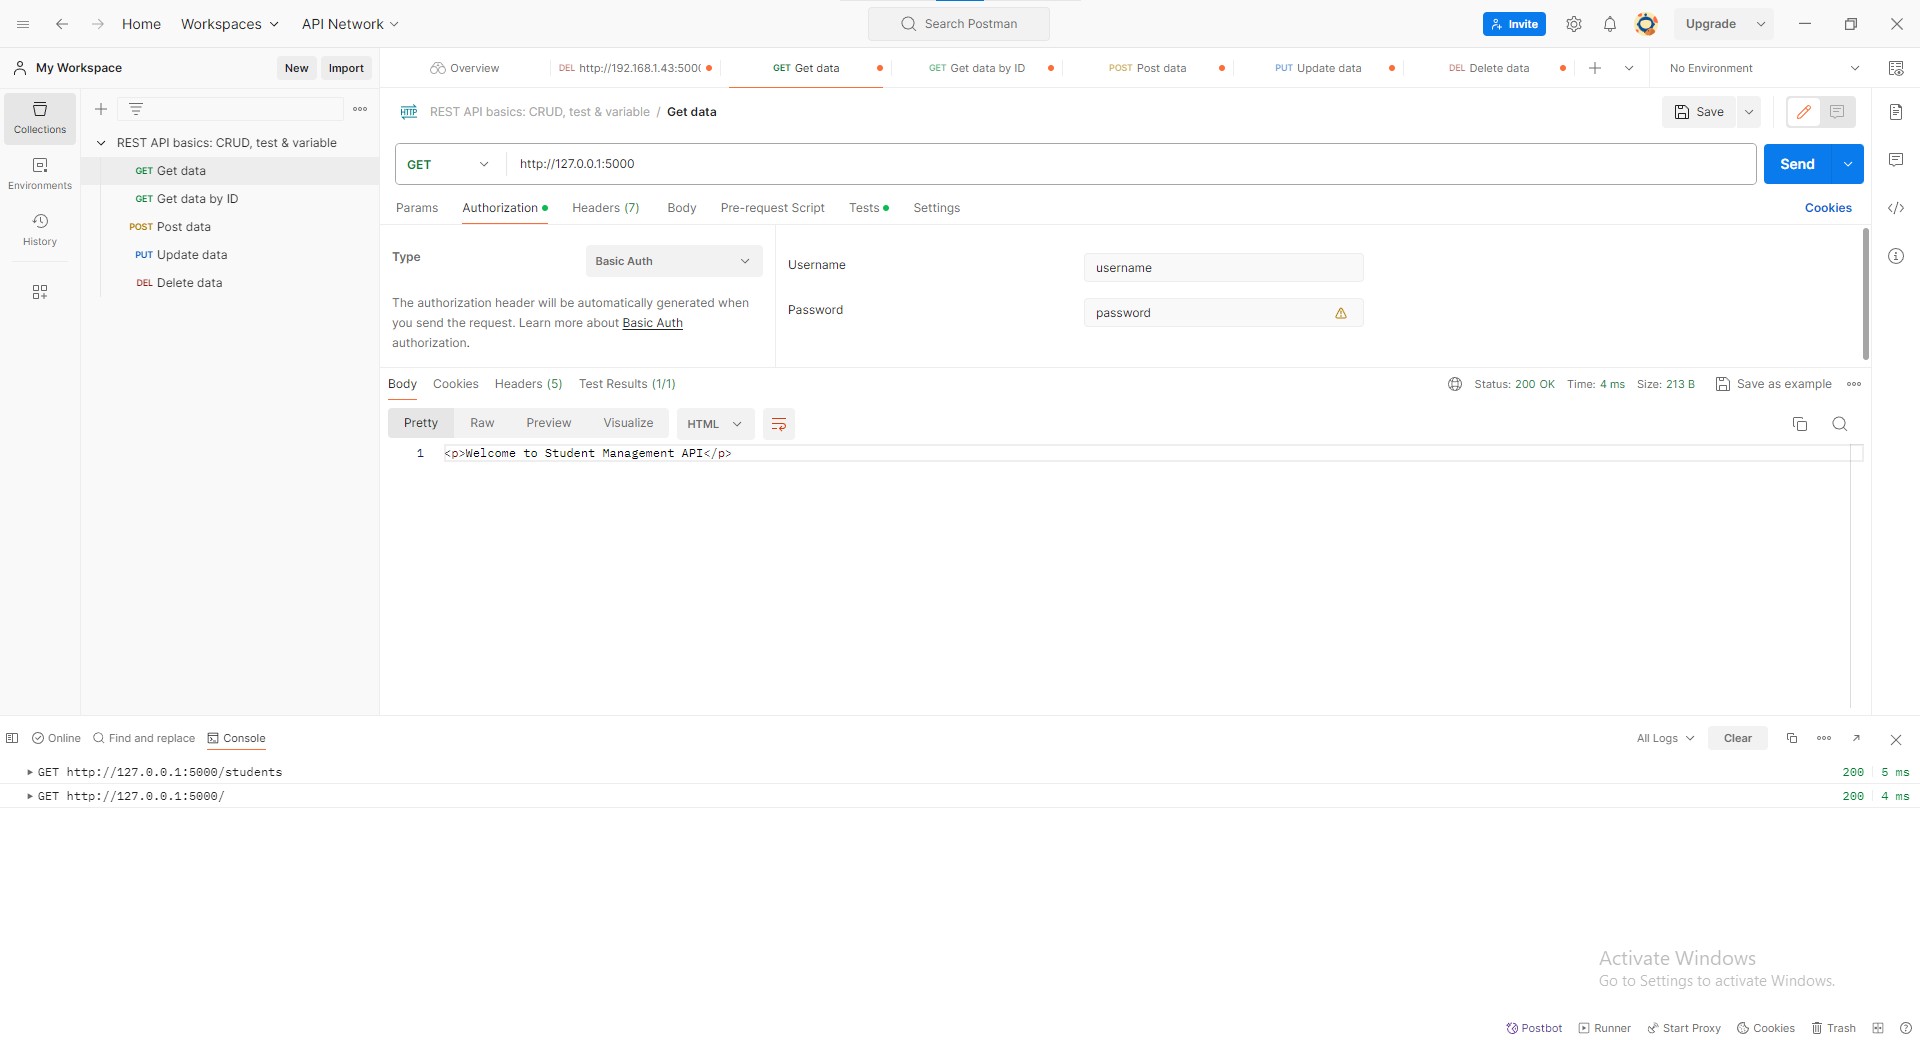 Home Workspaces API Network Search Postman Invite Upgrade
My Workspace New Import Overview DEL http://192.168.1.43:500( GET Get data GET Get data by ID POST Post data PUT Update data DEL Delete data No Environment
Collections
REST API basics: CRUD, test & variable
GET Get data
GET Get data by ID
POST Post data
PUT Update data
DEL Delete data
Environments
History
HTTP REST API basics: CRUD, test & variable / Get data Save
GET http://127.0.0.1:5000 Send
Params Authorization Headers (7) Body Pre-request Script Tests Settings Cookies
Type Basic Auth
The authorization header will be automatically generated when
you send the request. Learn more about Basic Auth
authorization.
Username username
Password password
Body Cookies Headers (5) Test Results (1/1) Status: 200 OK Time: 4 ms Size: 213 B Save as example
Pretty Raw Preview Visualize HTML
1 <p>Welcome to Student Management API</p>
Online Find and replace Console All Logs Clear
GET http://127.0.0.1:5000/students 200 5 ms
GET http://127.0.0.1:5000/ 200 4 ms
Activate Windows
Go to Settings to activate Windows.
Postbot Runner Start Proxy Cookies Trash